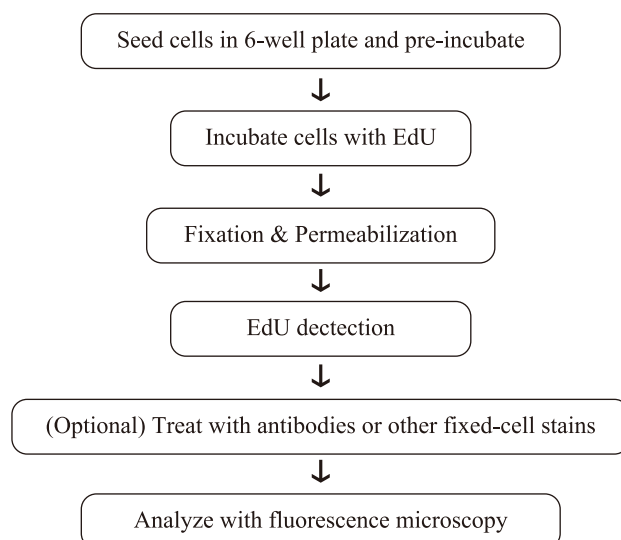 Seed cells in 6-well plate and pre-incubate
Incubate cells with EdU
Fixation & Permeabilization
EdU dectection
(Optional) Treat with antibodies or other fixed-cell stains
Analyze with fluorescence microscopy